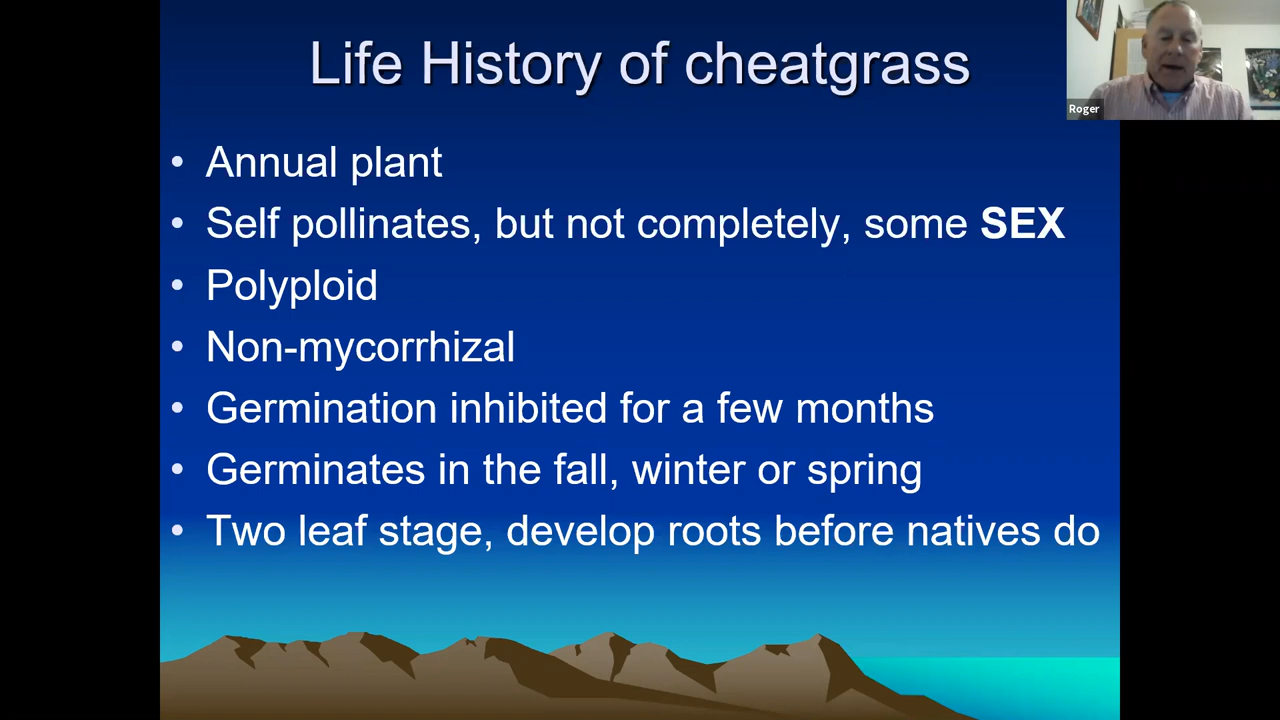 Life History of cheatgrass
Roger
• Annual plant
• Self pollinates, but not completely, some SEX
• Polyploid
• Non-mycorrhizal
• Germination inhibited for a few months
• Germinates in the fall, winter or spring
• Two leaf stage, develop roots before natives do